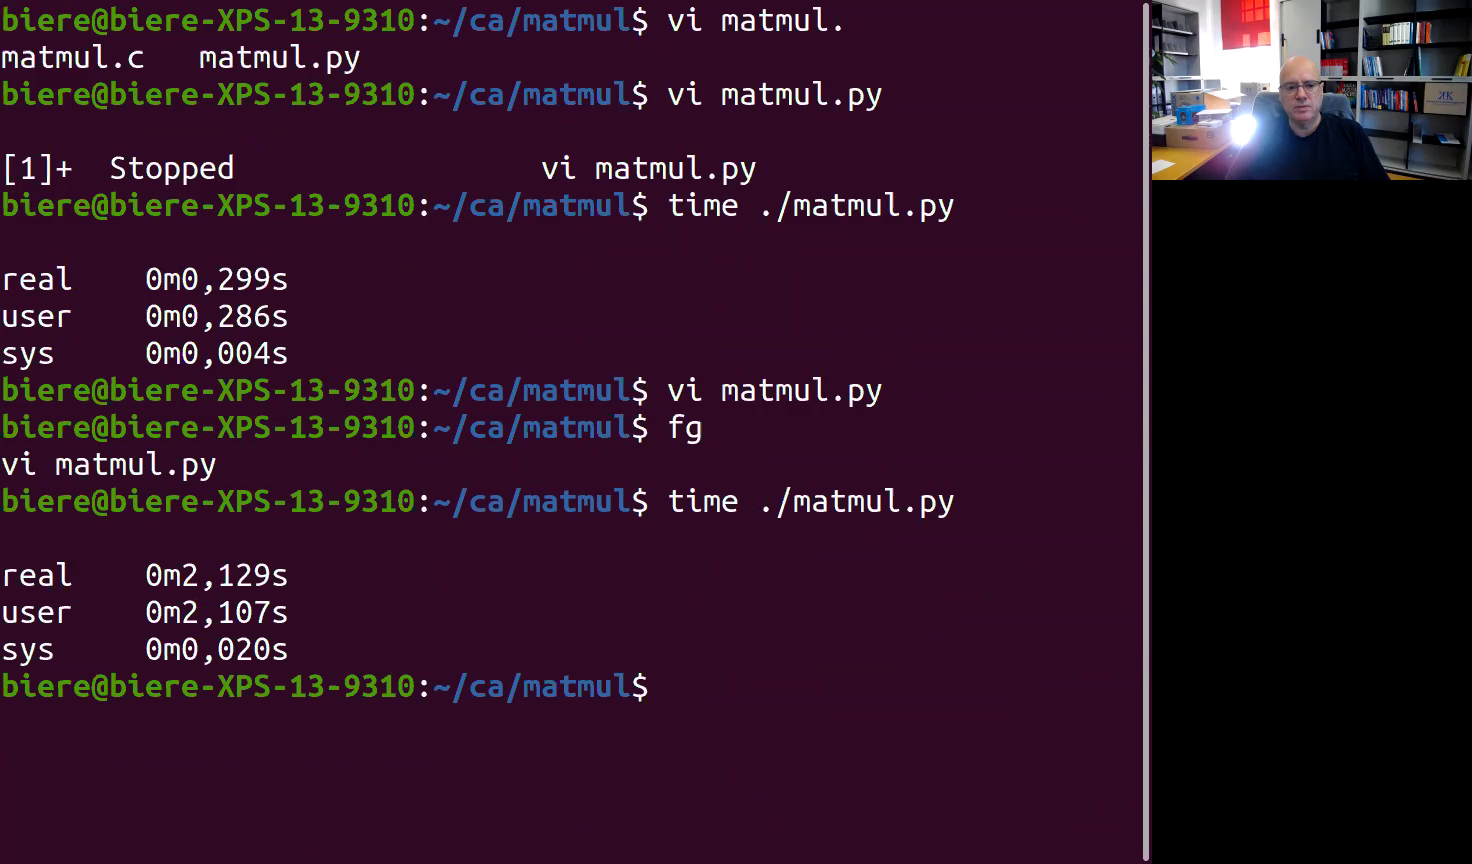 biere@biere-XPS-13-9310:~/ca/matmul$ vi matmul.
matmul.c   matmul.py
biere@biere-XPS-13-9310:~/ca/matmul$ vi matmul.py
[1]+  Stopped                 vi matmul.py
biere@biere-XPS-13-9310:~/ca/matmul$ time ./matmul.py
real    0m0,299s
user    0m0,286s
sys     0m0,004s
biere@biere-XPS-13-9310:~/ca/matmul$ vi matmul.py
biere@biere-XPS-13-9310:~/ca/matmul$ fg
vi matmul.py
biere@biere-XPS-13-9310:~/ca/matmul$ time ./matmul.py
real    0m2,129s
user    0m2,107s
sys     0m0,020s
biere@biere-XPS-13-9310:~/ca/matmul$